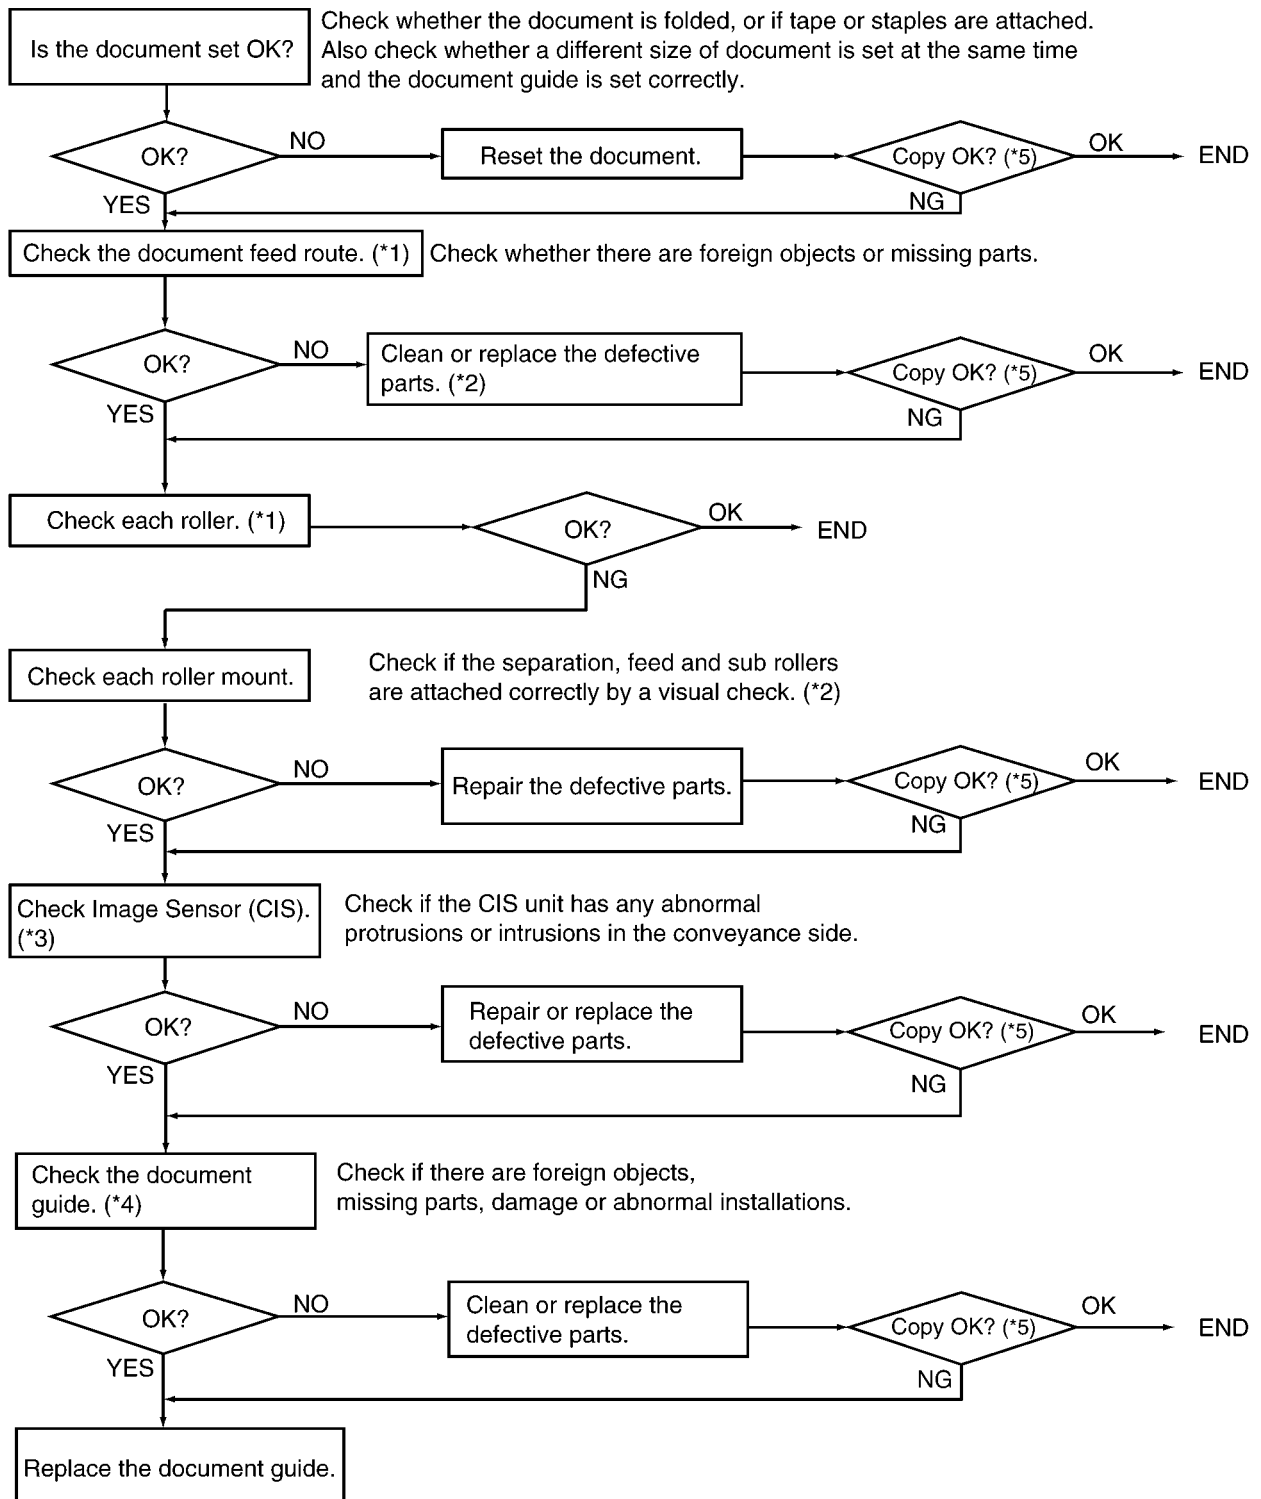 Is the document set OK?
Check whether the document is folded, or if tape or staples are attached.
Also check whether a different size of document is set at the same time
and the document guide is set correctly.
OK?
NO
Reset the document.
Copy OK? (*5)
OK
END
YES
NG
Check the document feed route. (*1)
Check whether there are foreign objects or missing parts.
OK?
NO
Clean or replace the defective
parts. (*2)
Copy OK? (*5)
OK
END
YES
NG
Check each roller. (*1)
OK?
OK
END
NG
Check each roller mount.
Check if the separation, feed and sub rollers
are attached correctly by a visual check. (*2)
OK?
NO
Repair the defective parts.
Copy OK? (*5)
OK
END
YES
NG
Check Image Sensor (CIS).
(*3)
Check if the CIS unit has any abnormal
protrusions or intrusions in the conveyance side.
OK?
NO
Repair or replace the
defective parts.
Copy OK? (*5)
OK
END
YES
NG
Check the document
guide. (*4)
Check if there are foreign objects,
missing parts, damage or abnormal installations.
OK?
NO
Clean or replace the
defective parts.
Copy OK? (*5)
OK
END
YES
NG
Replace the document guide.